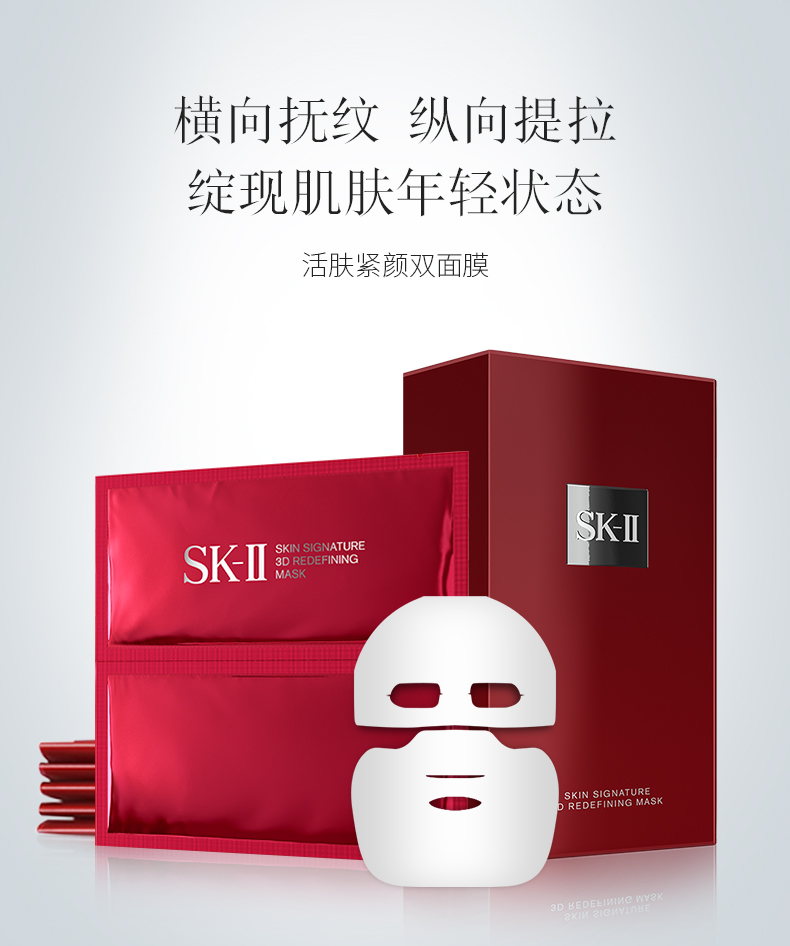 横向抚纹 纵向提拉
绽现肌肤年轻状态
活肤紧颜双面膜
SK-II
SK-II
SKIN SIGNATURE
3D REDEFINING
MASK
SKIN SIGNATURE
3D REDEFINING MASK